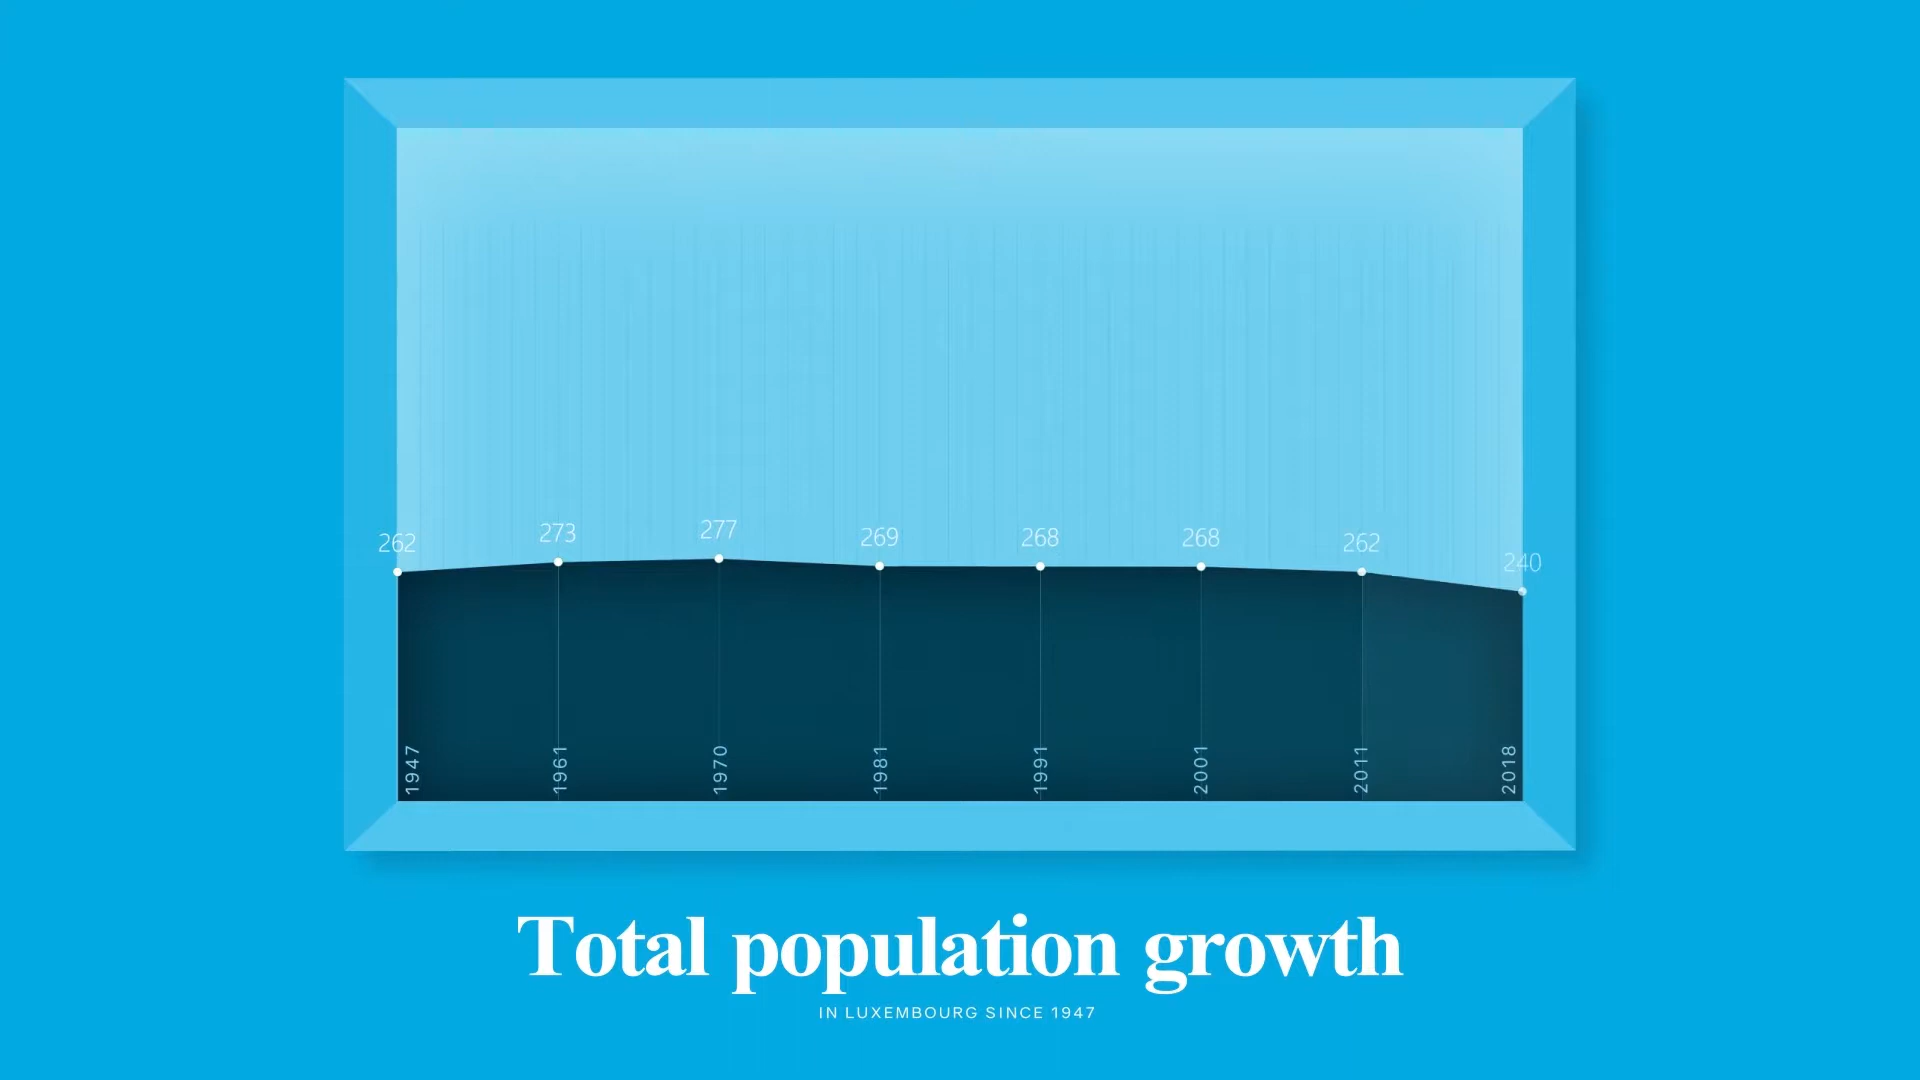 262 273 277 269 268 268 262 240
1947 1961 1970 1981 1991 2001 2011 2018
Total population growth
IN LUXEMBOURG SINCE 1947